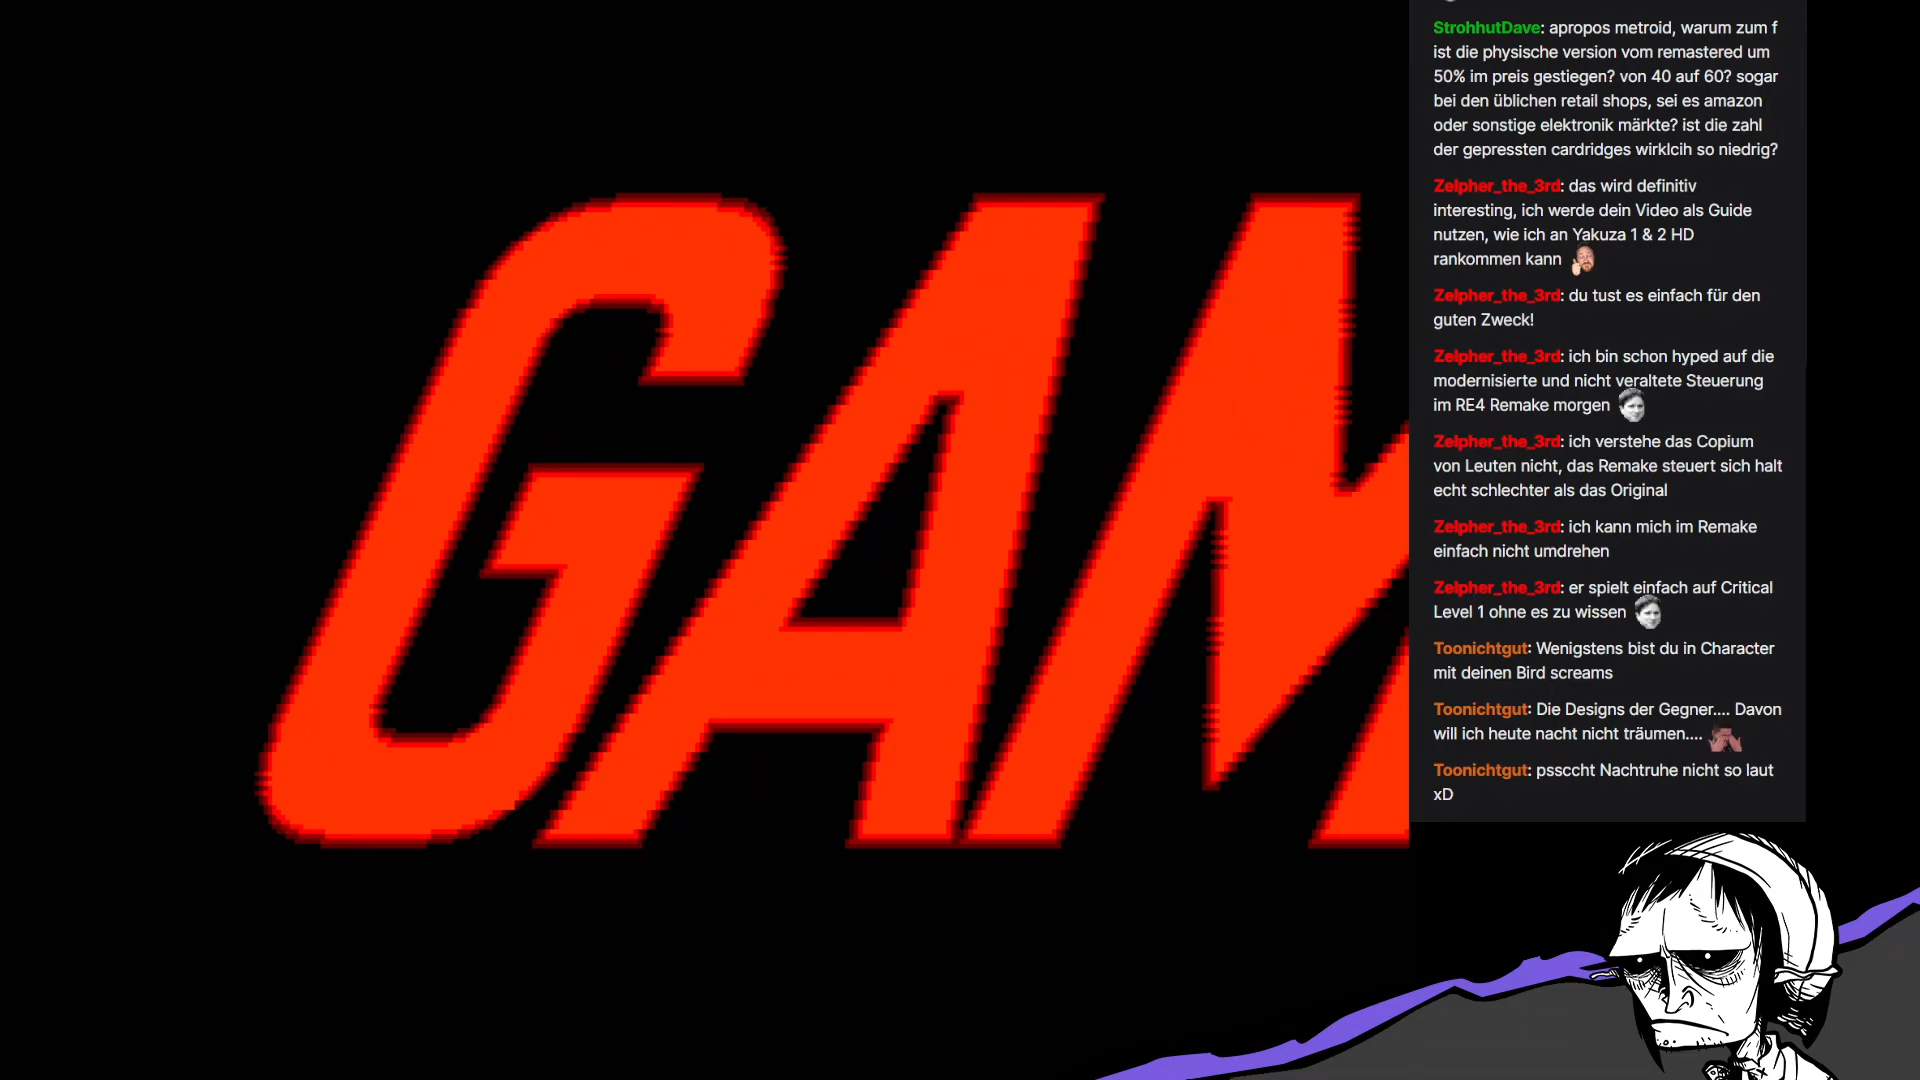 GAM
StrohhutDave: apropos metroid, warum zum f
ist die physische version vom remastered um
50% im preis gestiegen? von 40 auf 60? sogar
bei den üblichen retail shops, sei es amazon
oder sonstige elektronik märkte? ist die zahl
der gepressten cardridges wirklcih so niedrig?
Zelpher_the_3rd: das wird definitiv
interesting, ich werde dein Video als Guide
nutzen, wie ich an Yakuza 1 & 2 HD
rankommen kann
Zelpher_the_3rd: du tust es einfach für den
guten Zweck!
Zelpher_the_3rd: ich bin schon hyped auf die
modernisierte und nicht veraltete Steuerung
im RE4 Remake morgen
Zelpher_the_3rd: ich verstehe das Copium
von Leuten nicht, das Remake steuert sich halt
echt schlechter als das Original
Zelpher_the_3rd: ich kann mich im Remake
einfach nicht umdrehen
Zelpher_the_3rd: er spielt einfach auf Critical
Level 1 ohne es zu wissen
Toonichtgut: Wenigstens bist du in Character
mit deinen Bird screams
Toonichtgut: Die Designs der Gegner.... Davon
will ich heute nacht nicht träumen....
Toonichtgut: pssccht Nachtruhe nicht so laut
xD